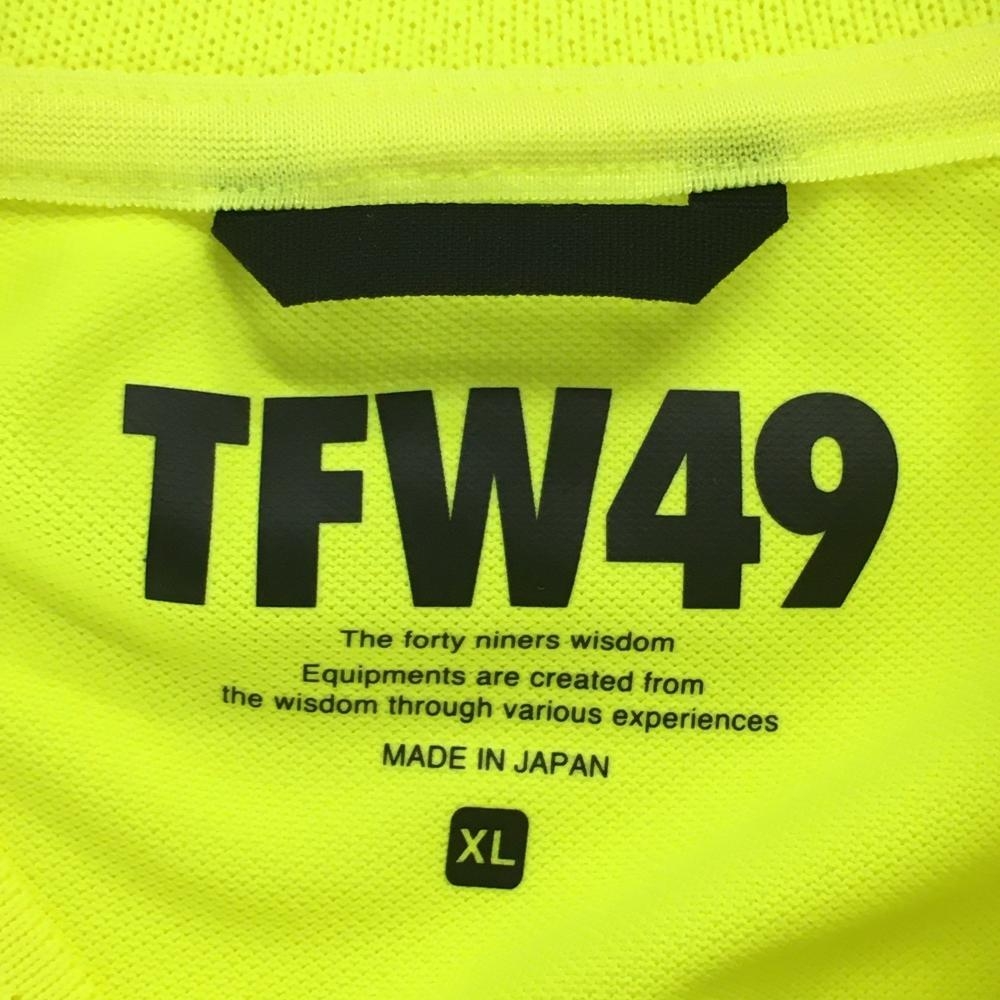 TFW49
The forty niners wisdom
Equipments are created from
the wisdom through various experiences
MADE IN JAPAN
XL